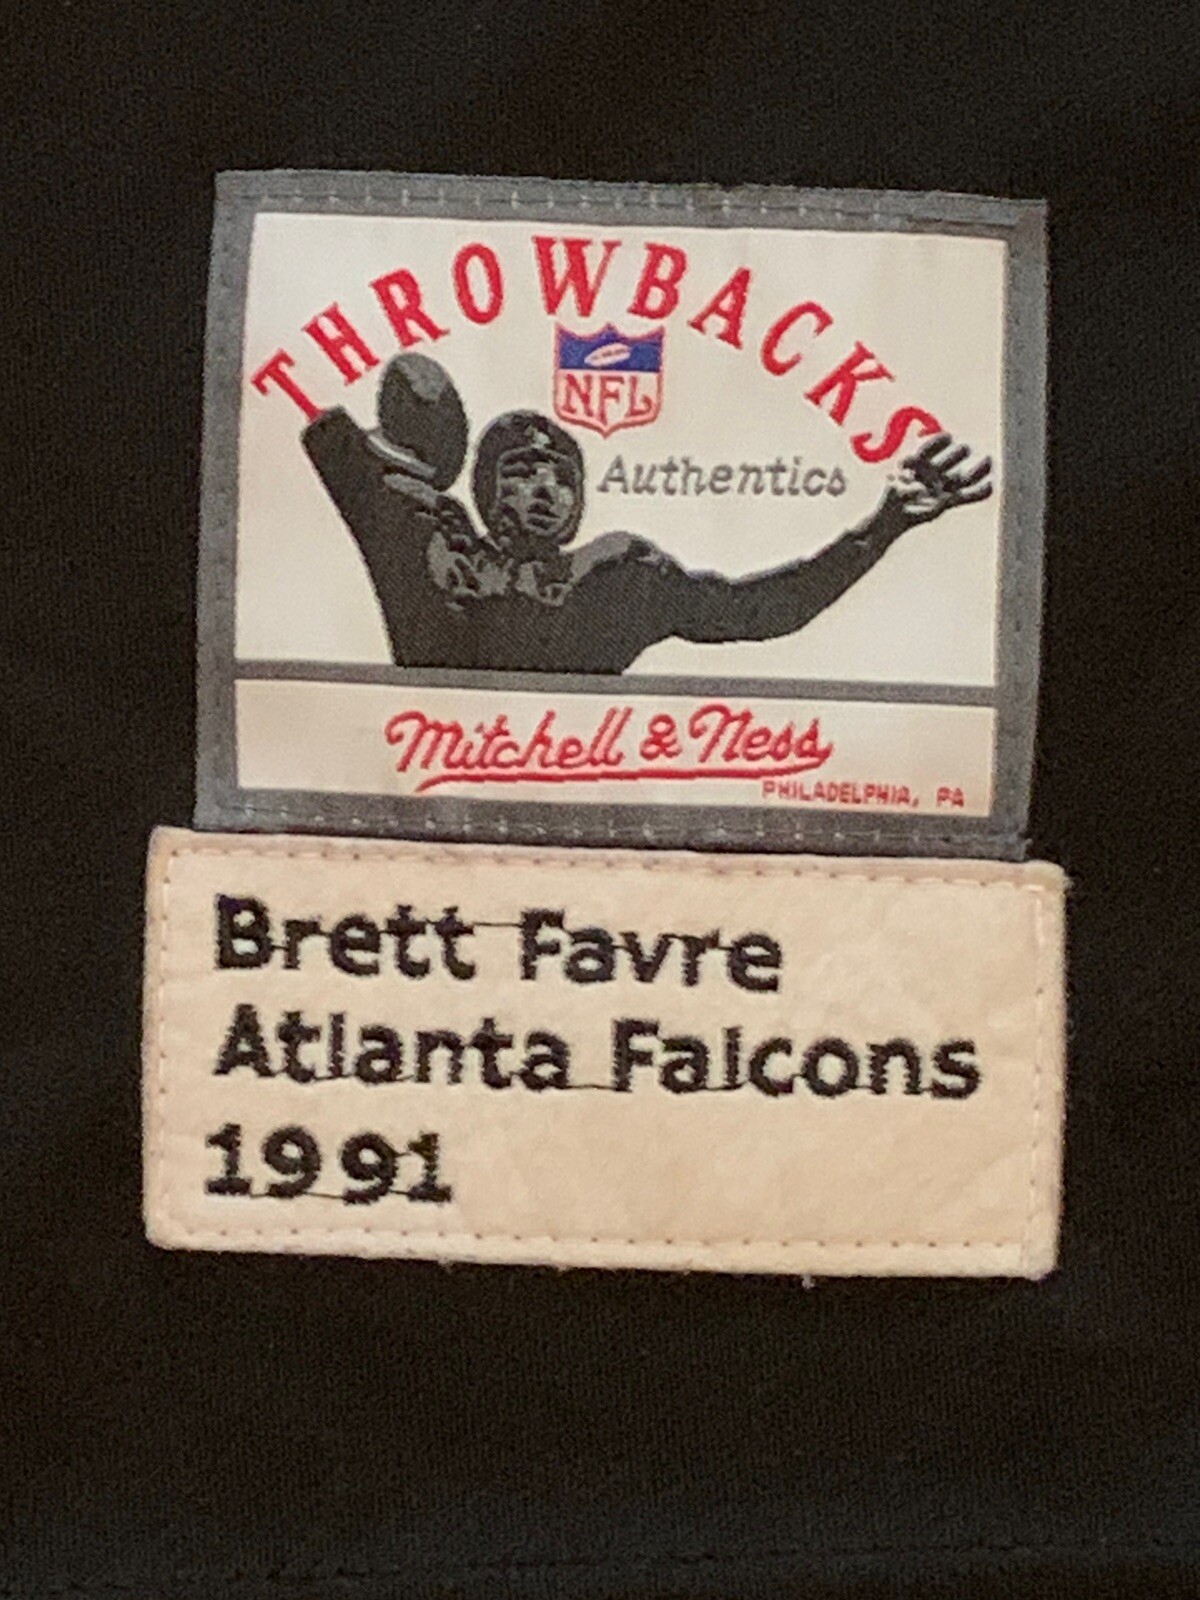 THROWBACKS
NFL
Authentics
Mitchell & Ness
PHILADELPHIA, PA
Brett Favre
Atlanta Falcons
1991